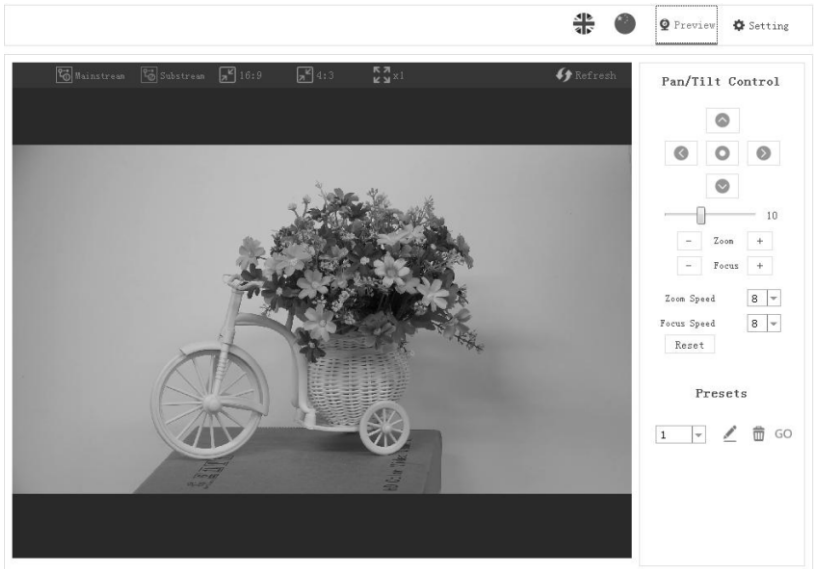 Preview Setting
Mainstream Substream 16:9 4:3 x1 Refresh
Pan/Tilt Control
10
- Zoom +
- Focus +
Zoom Speed 8
Focus Speed 8
Reset
Presets
1 GO